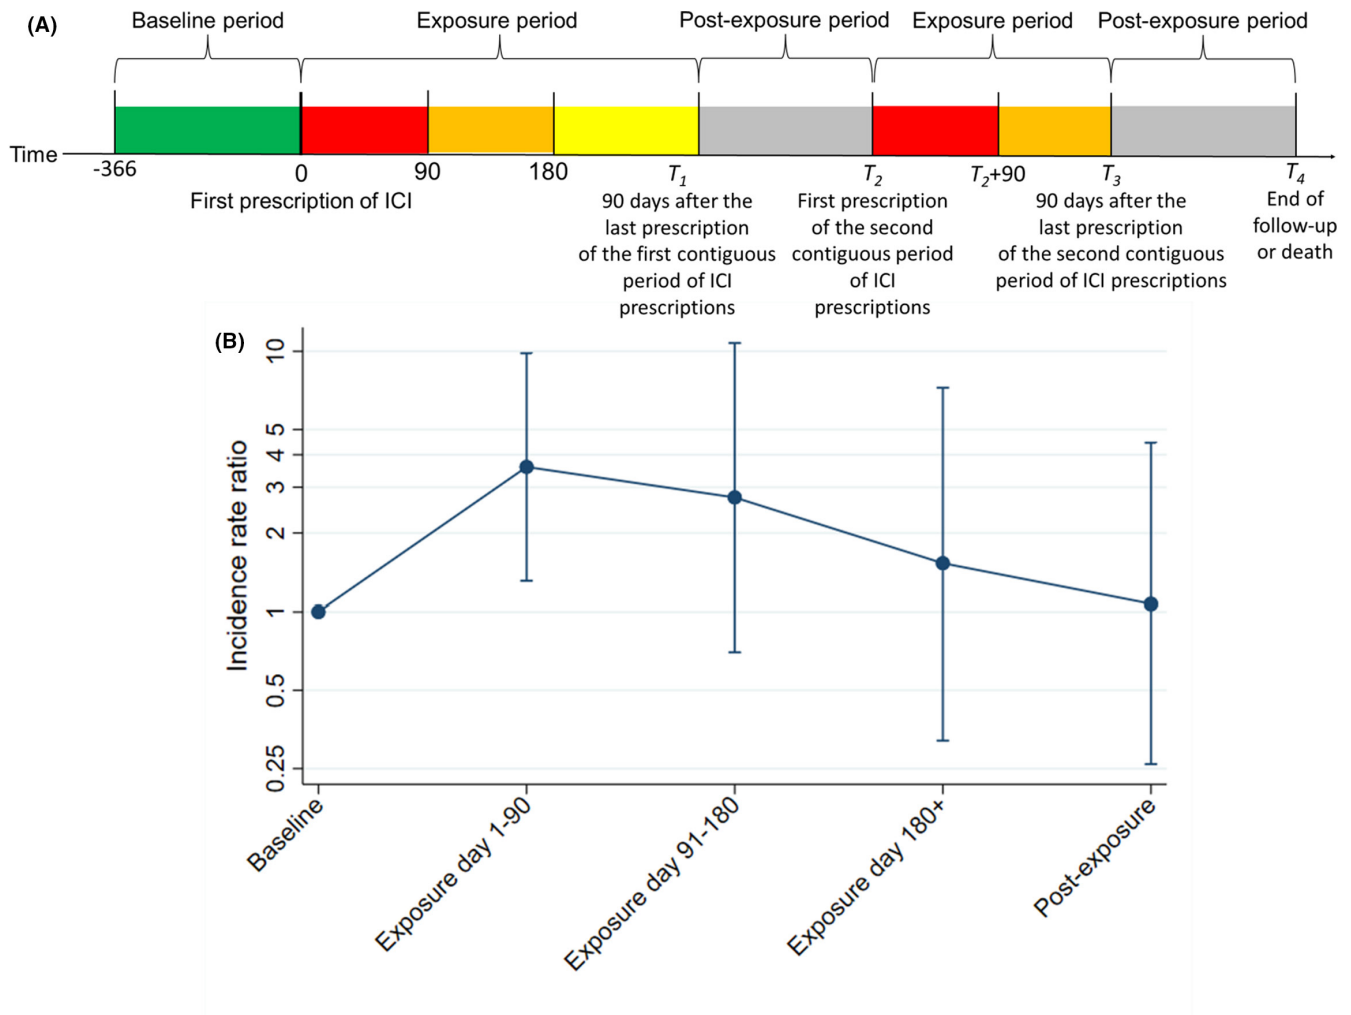 (A)
Baseline period
Exposure period
Post-exposure period
Exposure period
Post-exposure period
Time
-366
0
90
180
T1
T2
T2+90
T3
T4
First prescription of ICI
90 days after the
last prescription
of the first contiguous
period of ICI
prescriptions
First prescription
of the second
contiguous period
of ICI
prescriptions
90 days after the
last prescription
of the second contiguous
period of ICI prescriptions
End of
follow-up
or death
(B)
Incidence rate ratio
10
5
4
3
2
1
0.5
0.25
Baseline
Exposure day 1-90
Exposure day 91-180
Exposure day 180+
Post-exposure